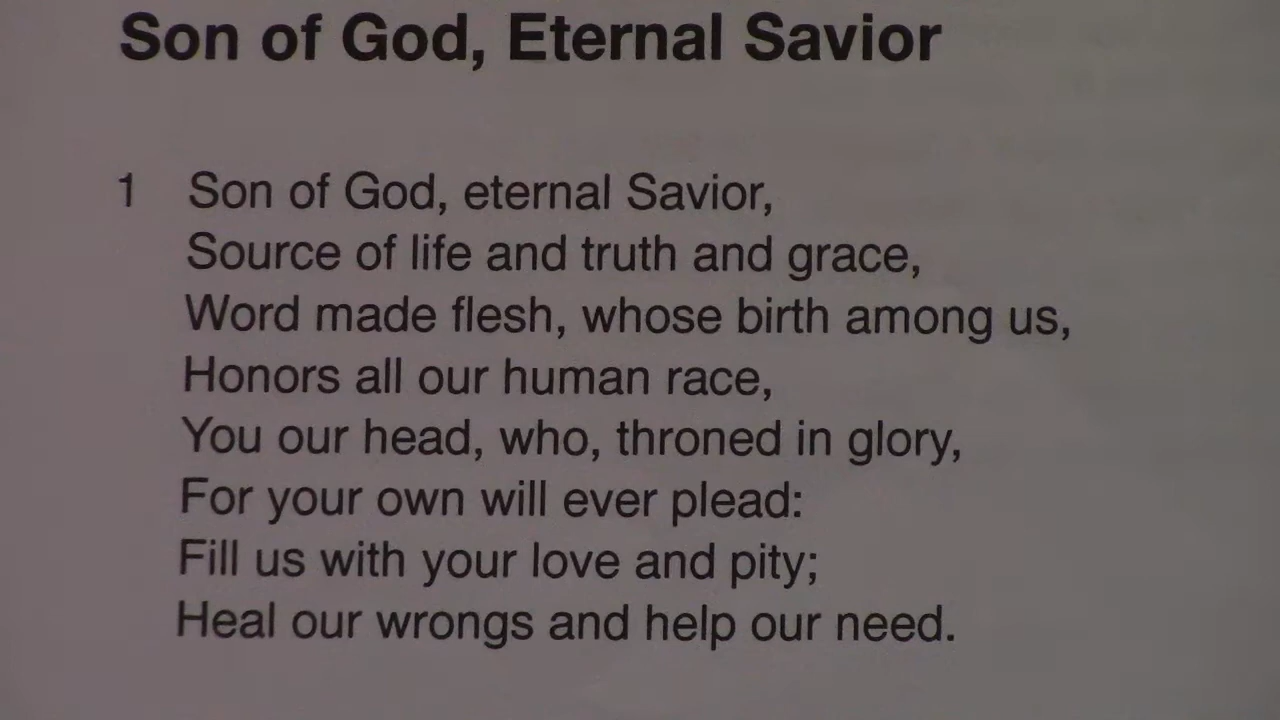 Son of God, Eternal Savior
1 Son of God, eternal Savior,
Source of life and truth and grace,
Word made flesh, whose birth among us,
Honors all our human race,
You our head, who, throned in glory,
For your own will ever plead:
Fill us with your love and pity;
Heal our wrongs and help our need.